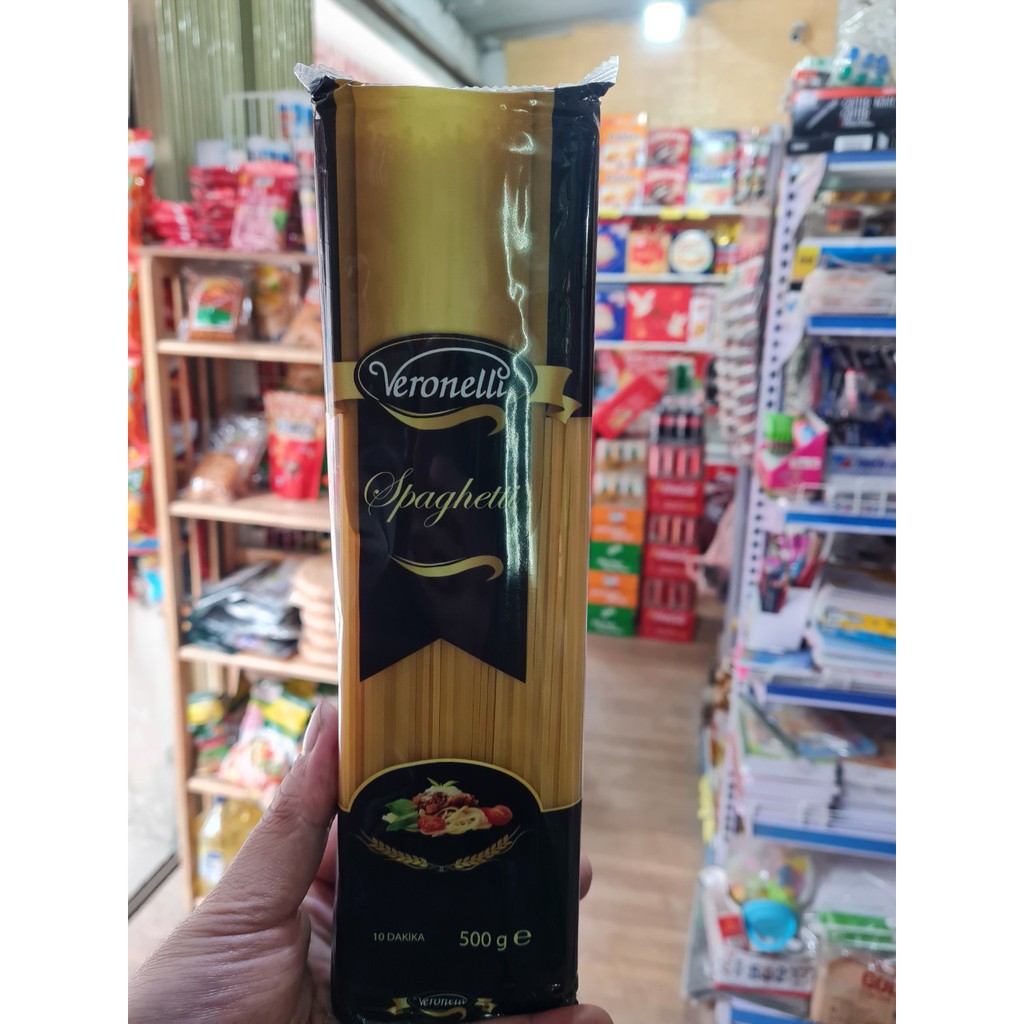 Veronelli
Spaghetti
10 DAKİKA
500 g ℮
Veronelli